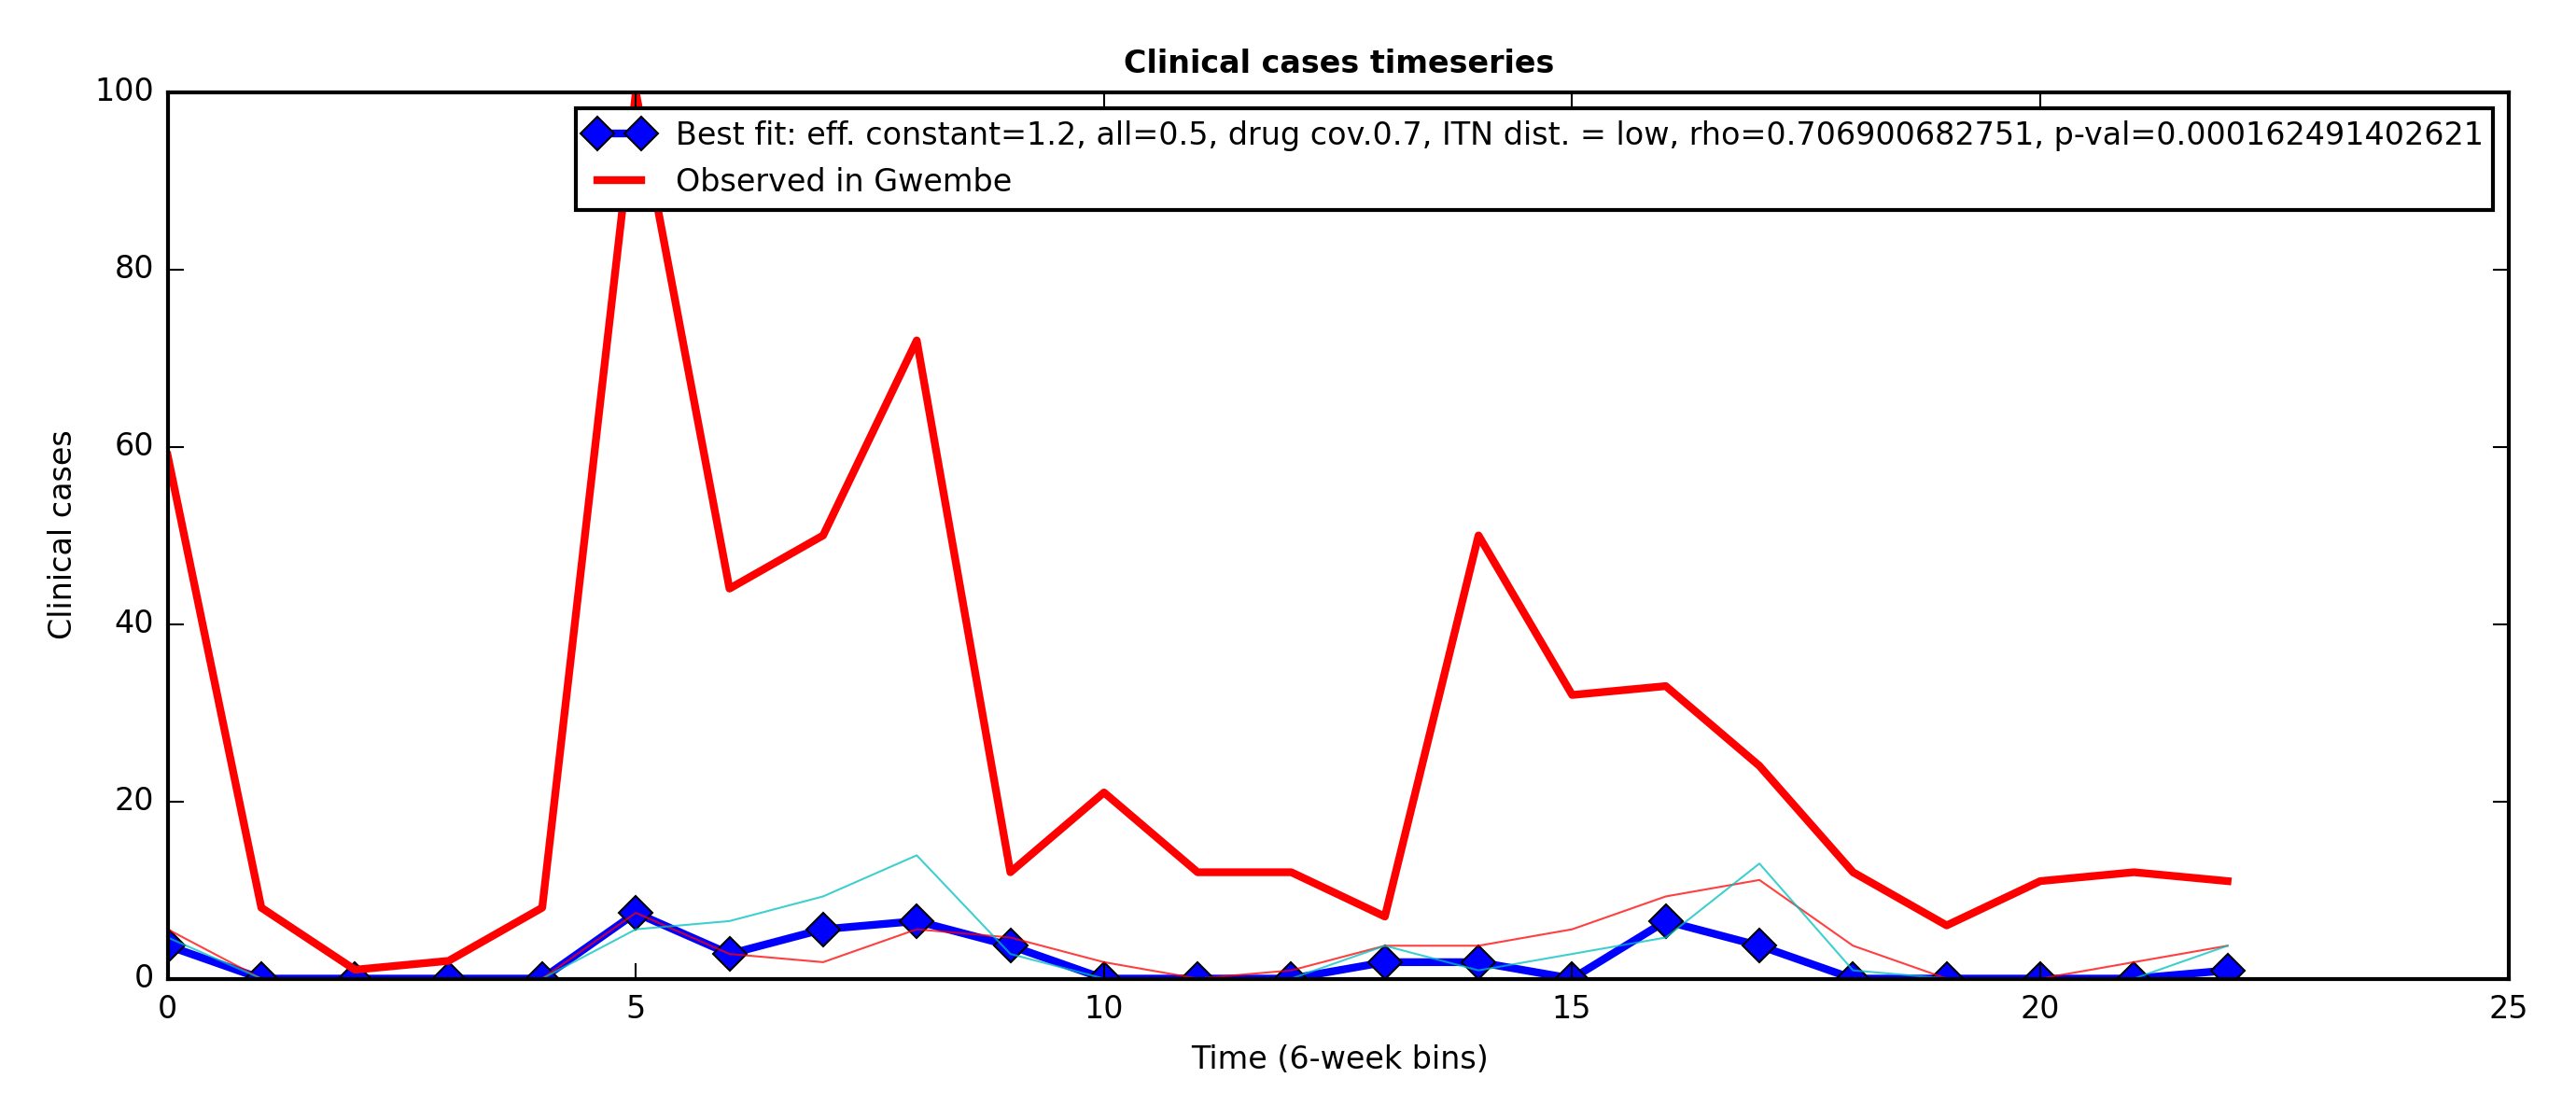 Clinical cases timeseries
100
80
60
40
20
0
Clinical cases
Best fit: eff. constant=1.2, all=0.5, drug cov.0.7, ITN dist. = low, rho=0.706900682751, p-val=0.000162491402621
Observed in Gwembe
0 5 10 15 20 25
Time (6-week bins)